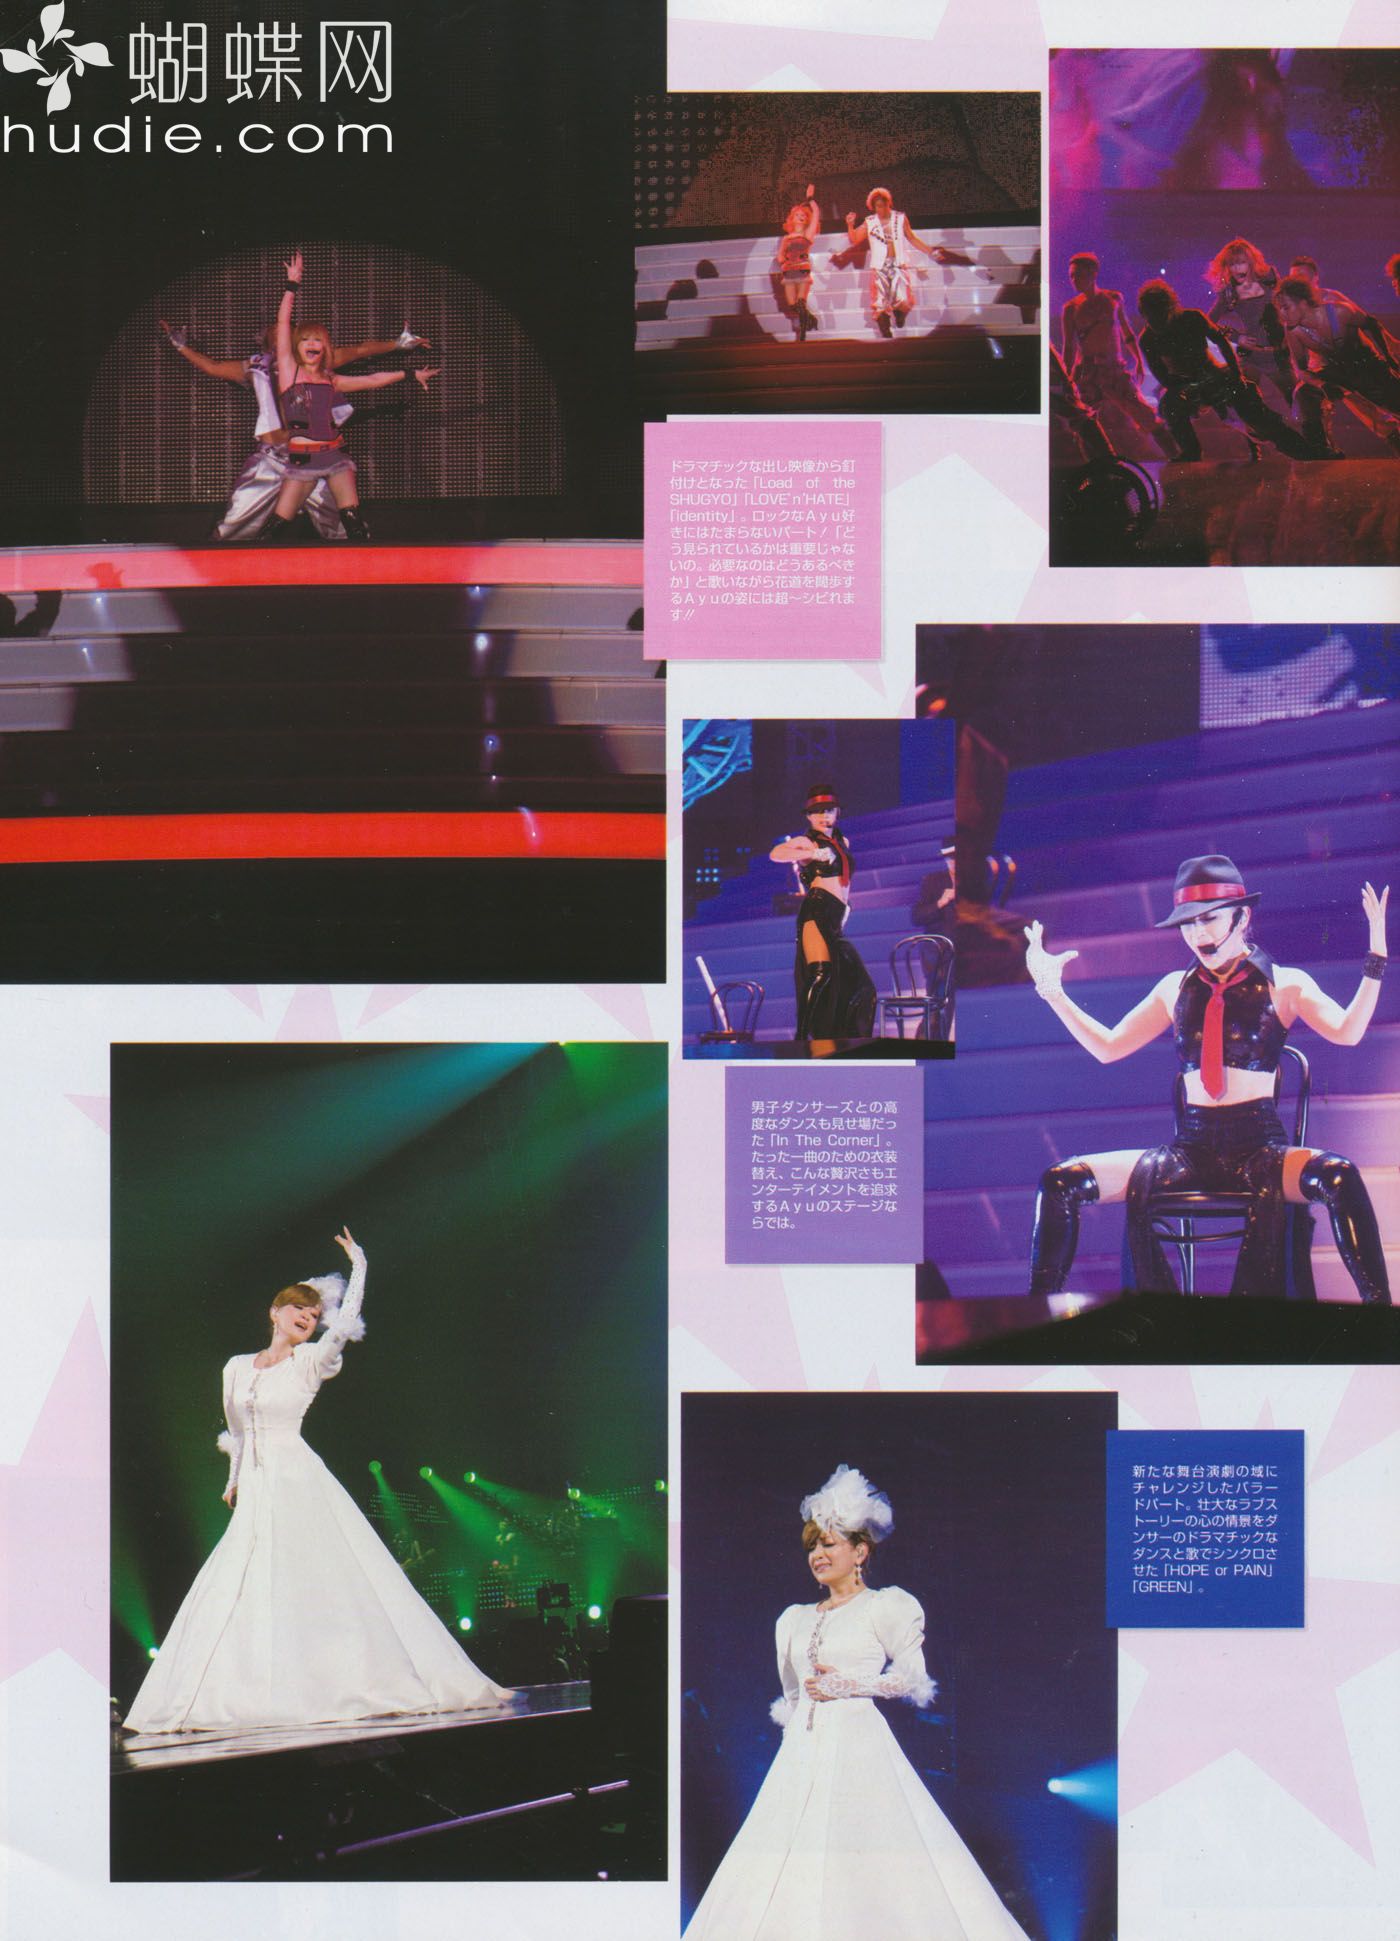 蝴蝶网
hudie.com
ドラマチックな出し映像から釘
付けとなった「Load of the
SHUGYO」「LOVE'n'HATE」
「identity」。ロックなAyu好
きにはたまらないパート！「ど
う見られているかは重要じゃな
いの。必要なのはどうあるべき
か」と歌いながら花道を闊歩す
るAyuの姿には超〜シビれま
す!!
男子ダンサーズとの高
度なダンスも見せ場だっ
た「In The Corner」。
たった一曲のための衣装
替え、こんな贅沢さもエ
ンターテイメントを追求
するAyuのステージな
らでは。
新たな舞台演劇の域に
チャレンジしたバラー
ドパート。壮大なラブス
トーリーの心の情景をダ
ンサーのドラマチックな
ダンスと歌でシンクロさ
せた「HOPE or PAIN」
「GREEN」。